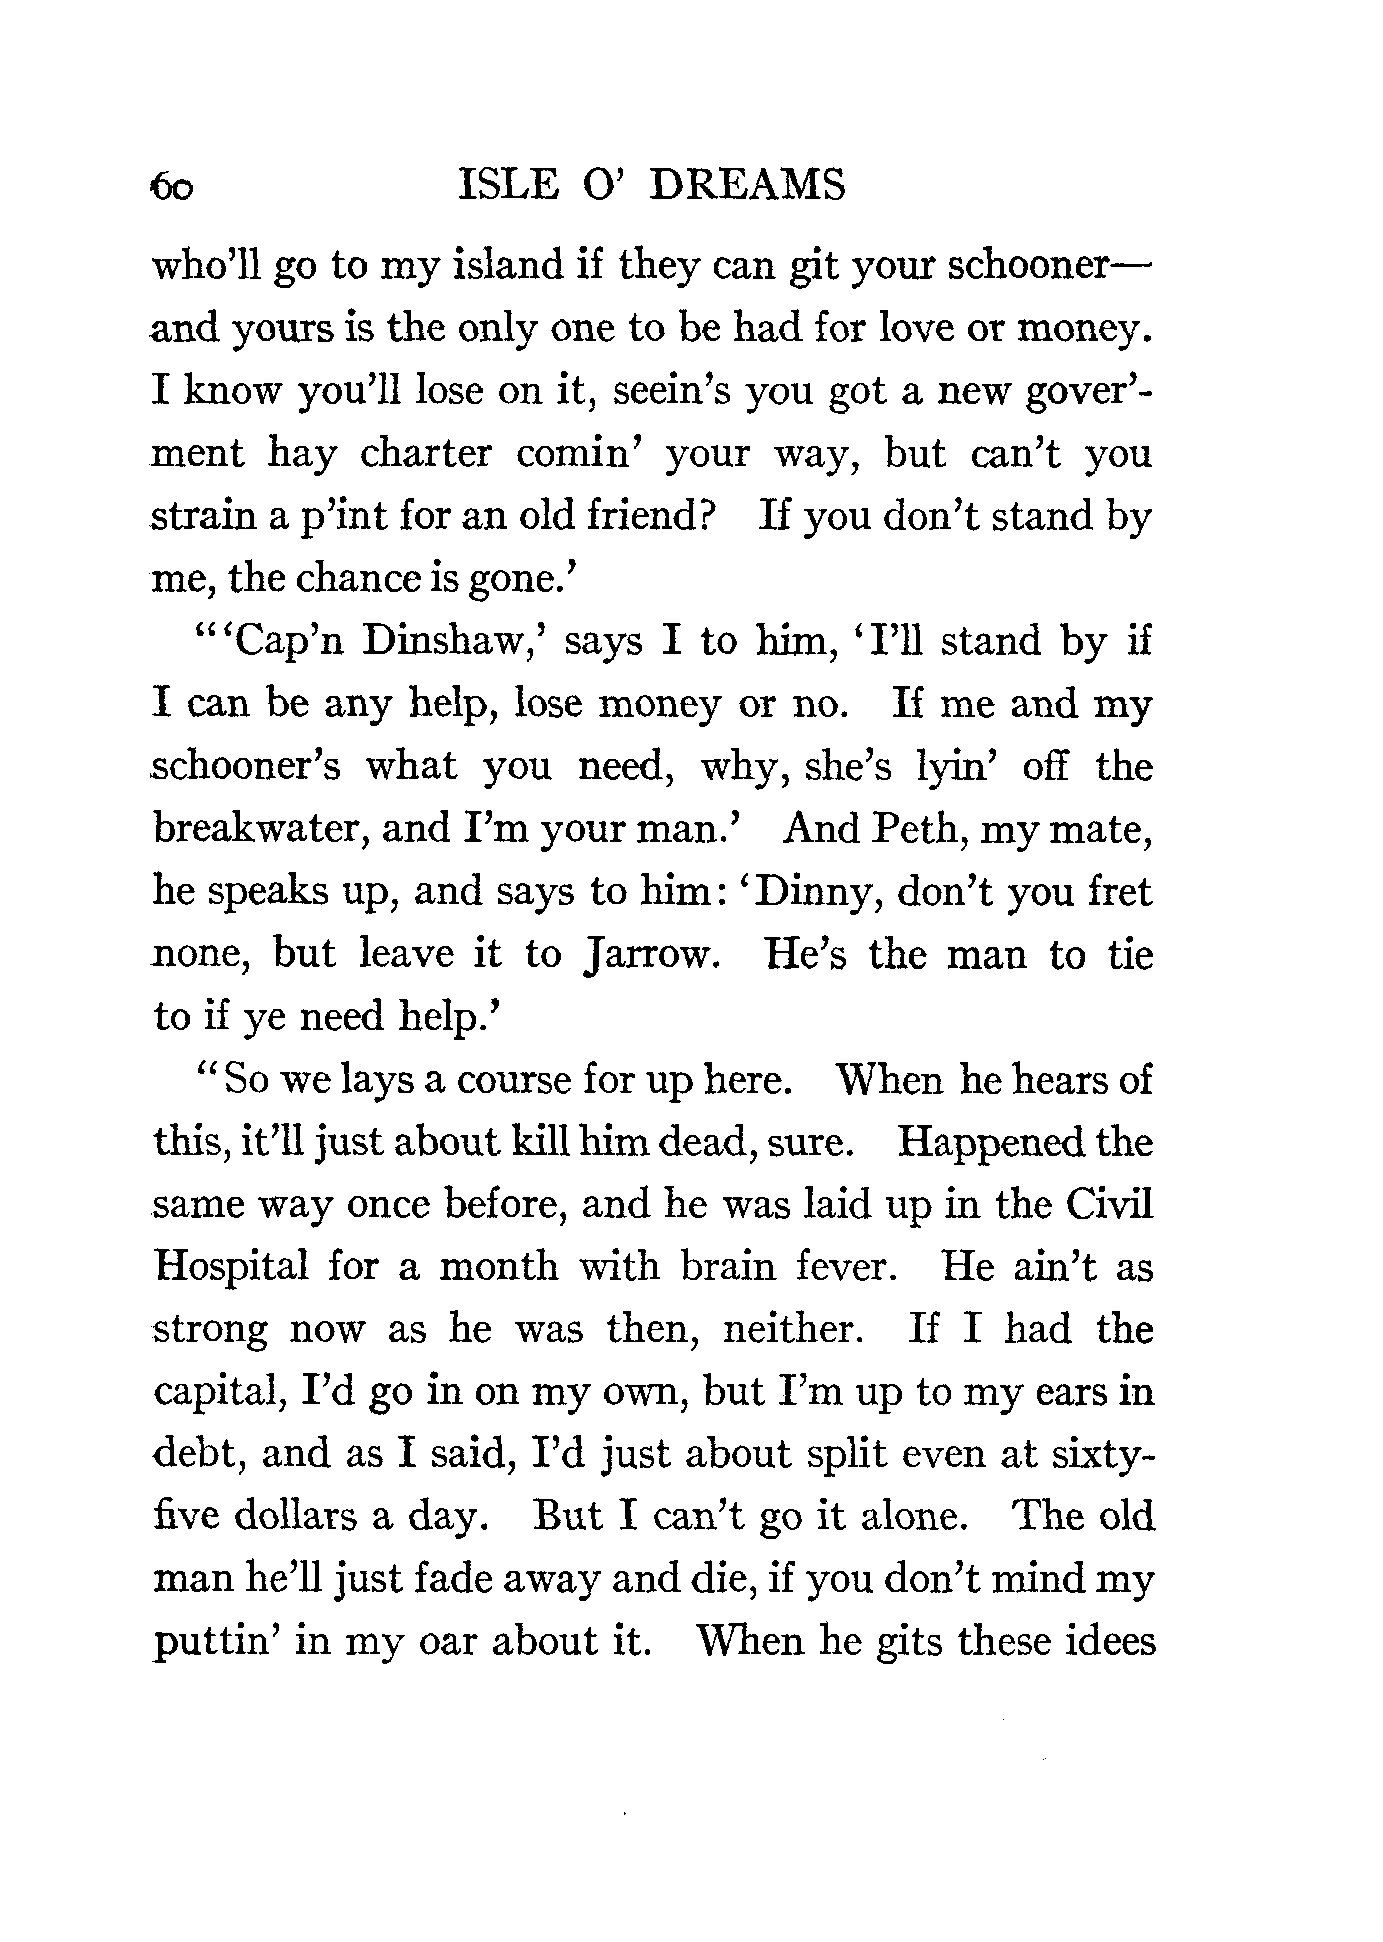 60 ISLE O' DREAMS
who'll go to my island if they can git your schooner—
and yours is the only one to be had for love or money.
I know you'll lose on it, seein's you got a new gover'-
ment hay charter comin' your way, but can't you
strain a p'int for an old friend? If you don't stand by
me, the chance is gone.'
"'Cap'n Dinshaw,' says I to him, 'I'll stand by if
I can be any help, lose money or no. If me and my
schooner's what you need, why, she's lyin' off the
breakwater, and I'm your man.' And Peth, my mate,
he speaks up, and says to him: 'Dinny, don't you fret
none, but leave it to Jarrow. He's the man to tie
to if ye need help.'
"So we lays a course for up here. When he hears of
this, it'll just about kill him dead, sure. Happened the
same way once before, and he was laid up in the Civil
Hospital for a month with brain fever. He ain't as
strong now as he was then, neither. If I had the
capital, I'd go in on my own, but I'm up to my ears in
debt, and as I said, I'd just about split even at sixty-
five dollars a day. But I can't go it alone. The old
man he'll just fade away and die, if you don't mind my
puttin' in my oar about it. When he gits these idees